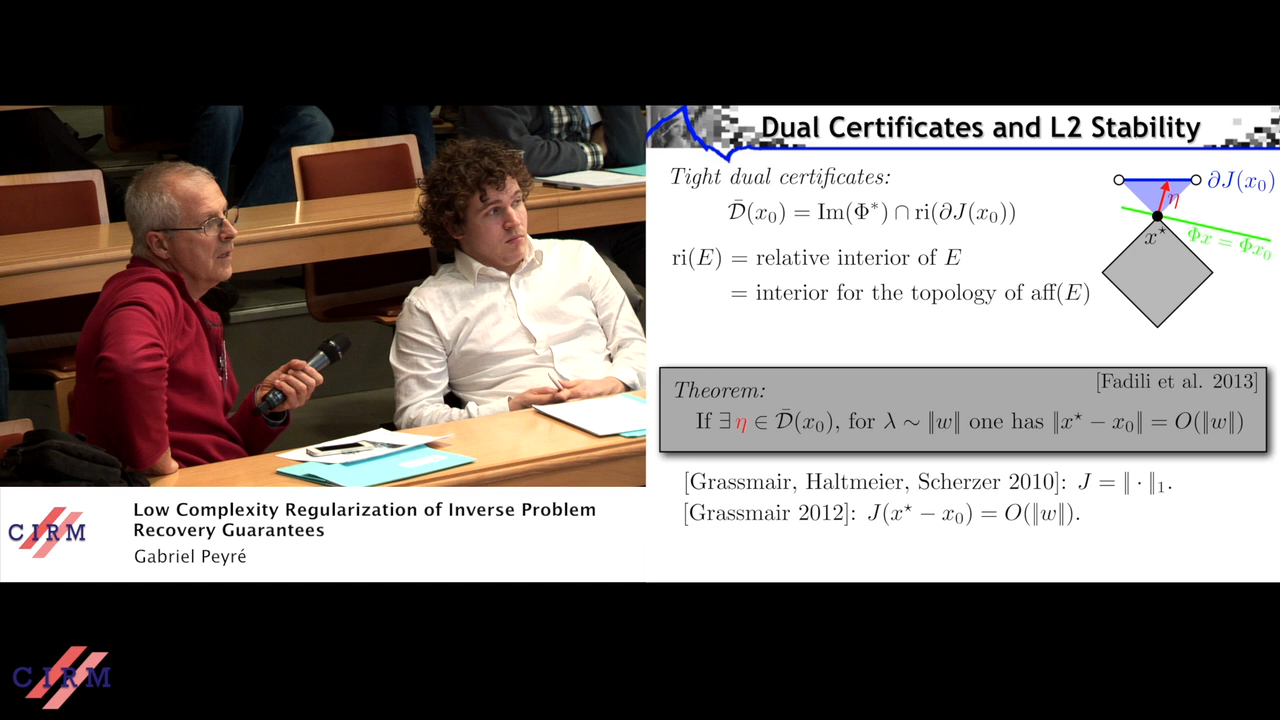 Dual Certificates and L2 Stability
Tight dual certificates:
∂J(x₀)
η
D̄(x₀) = Im(Φ*) ∩ ri(∂J(x₀))
x⋆
Φx = Φx₀
ri(E) = relative interior of E
= interior for the topology of aff(E)
Theorem:
[Fadili et al. 2013]
If ∃ η ∈ D̄(x₀), for λ ∼ ‖w‖ one has ‖x⋆ − x₀‖ = O(‖w‖)
[Grassmair, Haltmeier, Scherzer 2010]: J = ‖ · ‖₁.
[Grassmair 2012]: J(x⋆ − x₀) = O(‖w‖).
CIRM
Low Complexity Regularization of Inverse Problem
Recovery Guarantees
Gabriel Peyré
CIRM